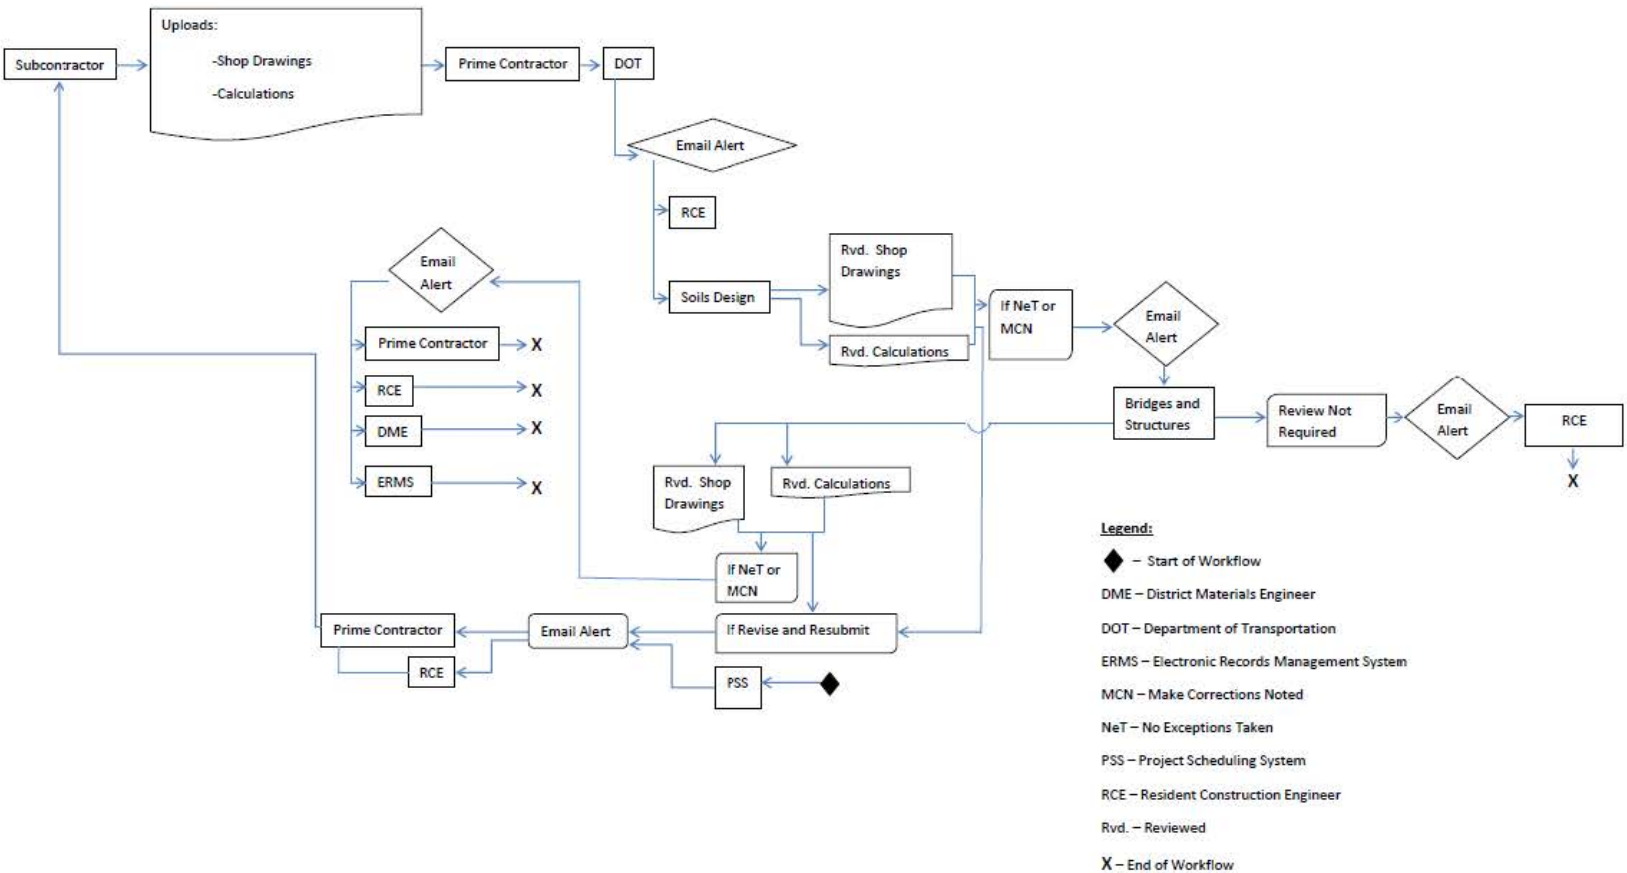 Uploads:
-Shop Drawings
-Calculations
Subcontractor
Prime Contractor
DOT
Email Alert
RCE
Soils Design
Rvd. Shop
Drawings
Rvd. Calculations
If NeT or
MCN
Email
Alert
Bridges and
Structures
Review Not
Required
Email
Alert
RCE
X
Email
Alert
Prime Contractor
X
RCE
X
DME
X
ERMS
X
Rvd. Shop
Drawings
Rvd. Calculations
If NeT or
MCN
If Revise and Resubmit
Email Alert
Prime Contractor
RCE
PSS
Legend:
– Start of Workflow
DME – District Materials Engineer
DOT – Department of Transportation
ERMS – Electronic Records Management System
MCN – Make Corrections Noted
NeT – No Exceptions Taken
PSS – Project Scheduling System
RCE – Resident Construction Engineer
Rvd. – Reviewed
X – End of Workflow